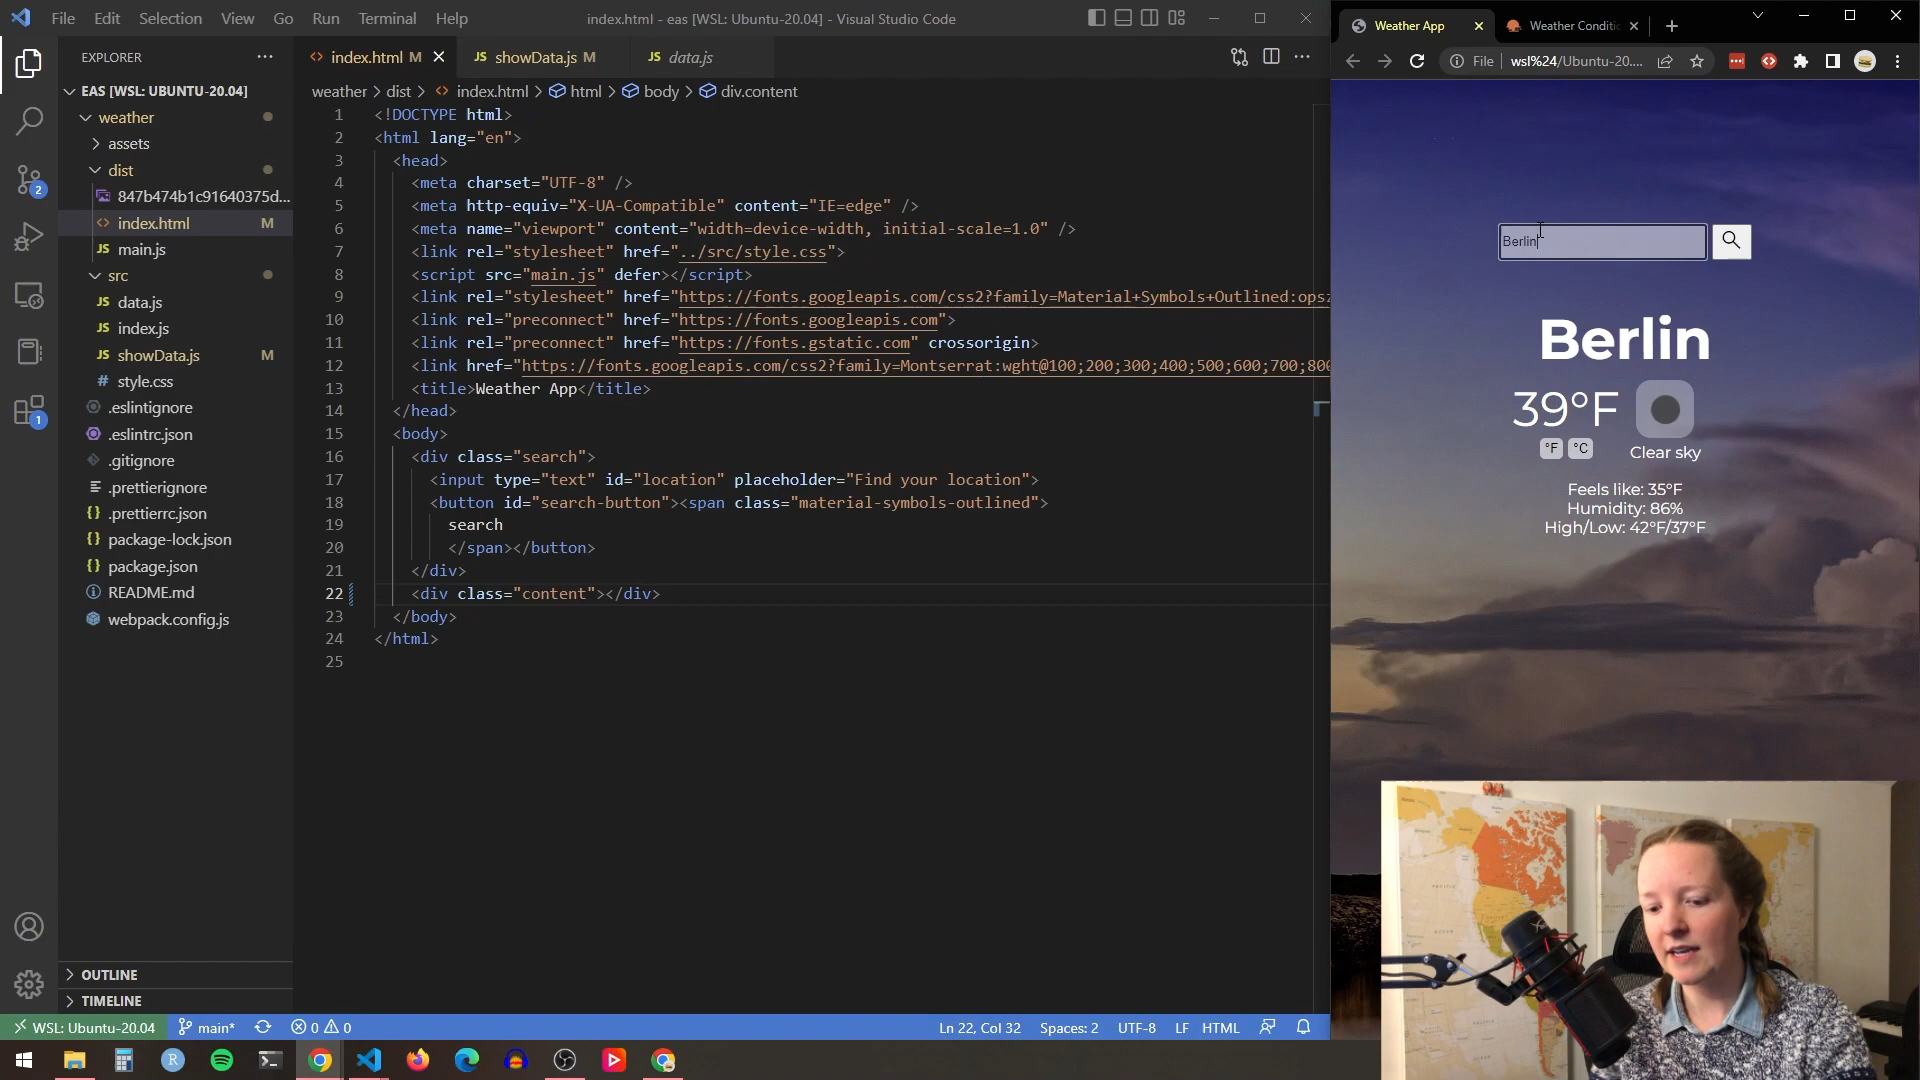 File Edit Selection View Go Run Terminal Help
index.html - eas [WSL: Ubuntu-20.04] - Visual Studio Code
EXPLORER
EAS [WSL: UBUNTU-20.04]
weather
assets
dist
847b474b1c91640375d...
index.html M
main.js
src
data.js
index.js
showData.js M
style.css
.eslintignore
.eslintrc.json
.gitignore
.prettierignore
.prettierrc.json
package-lock.json
package.json
README.md
webpack.config.js
OUTLINE
TIMELINE
2
1
index.html M
showData.js M
data.js
weather > dist > index.html > html > body > div.content
1 <!DOCTYPE html>
2 <html lang="en">
3 <head>
4 <meta charset="UTF-8" />
5 <meta http-equiv="X-UA-Compatible" content="IE=edge" />
6 <meta name="viewport" content="width=device-width, initial-scale=1.0" />
7 <link rel="stylesheet" href="../src/style.css">
8 <script src="main.js" defer></script>
9 <link rel="stylesheet" href="https://fonts.googleapis.com/css2?family=Material+Symbols+Outlined:opsz
10 <link rel="preconnect" href="https://fonts.googleapis.com">
11 <link rel="preconnect" href="https://fonts.gstatic.com" crossorigin>
12 <link href="https://fonts.googleapis.com/css2?family=Montserrat:wght@100;200;300;400;500;600;700;800
13 <title>Weather App</title>
14 </head>
15 <body>
16 <div class="search">
17 <input type="text" id="location" placeholder="Find your location">
18 <button id="search-button"><span class="material-symbols-outlined">
19 search
20 </span></button>
21 </div>
22 <div class="content"></div>
23 </body>
24 </html>
25
WSL: Ubuntu-20.04 main* 0 0
Ln 22, Col 32 Spaces: 2 UTF-8 LF HTML
Weather App
Weather Conditi
File wsl%24/Ubuntu-20....
Berlin
Berlin
39°F
°F °C
Clear sky
Feels like: 35°F
Humidity: 86%
High/Low: 42°F/37°F